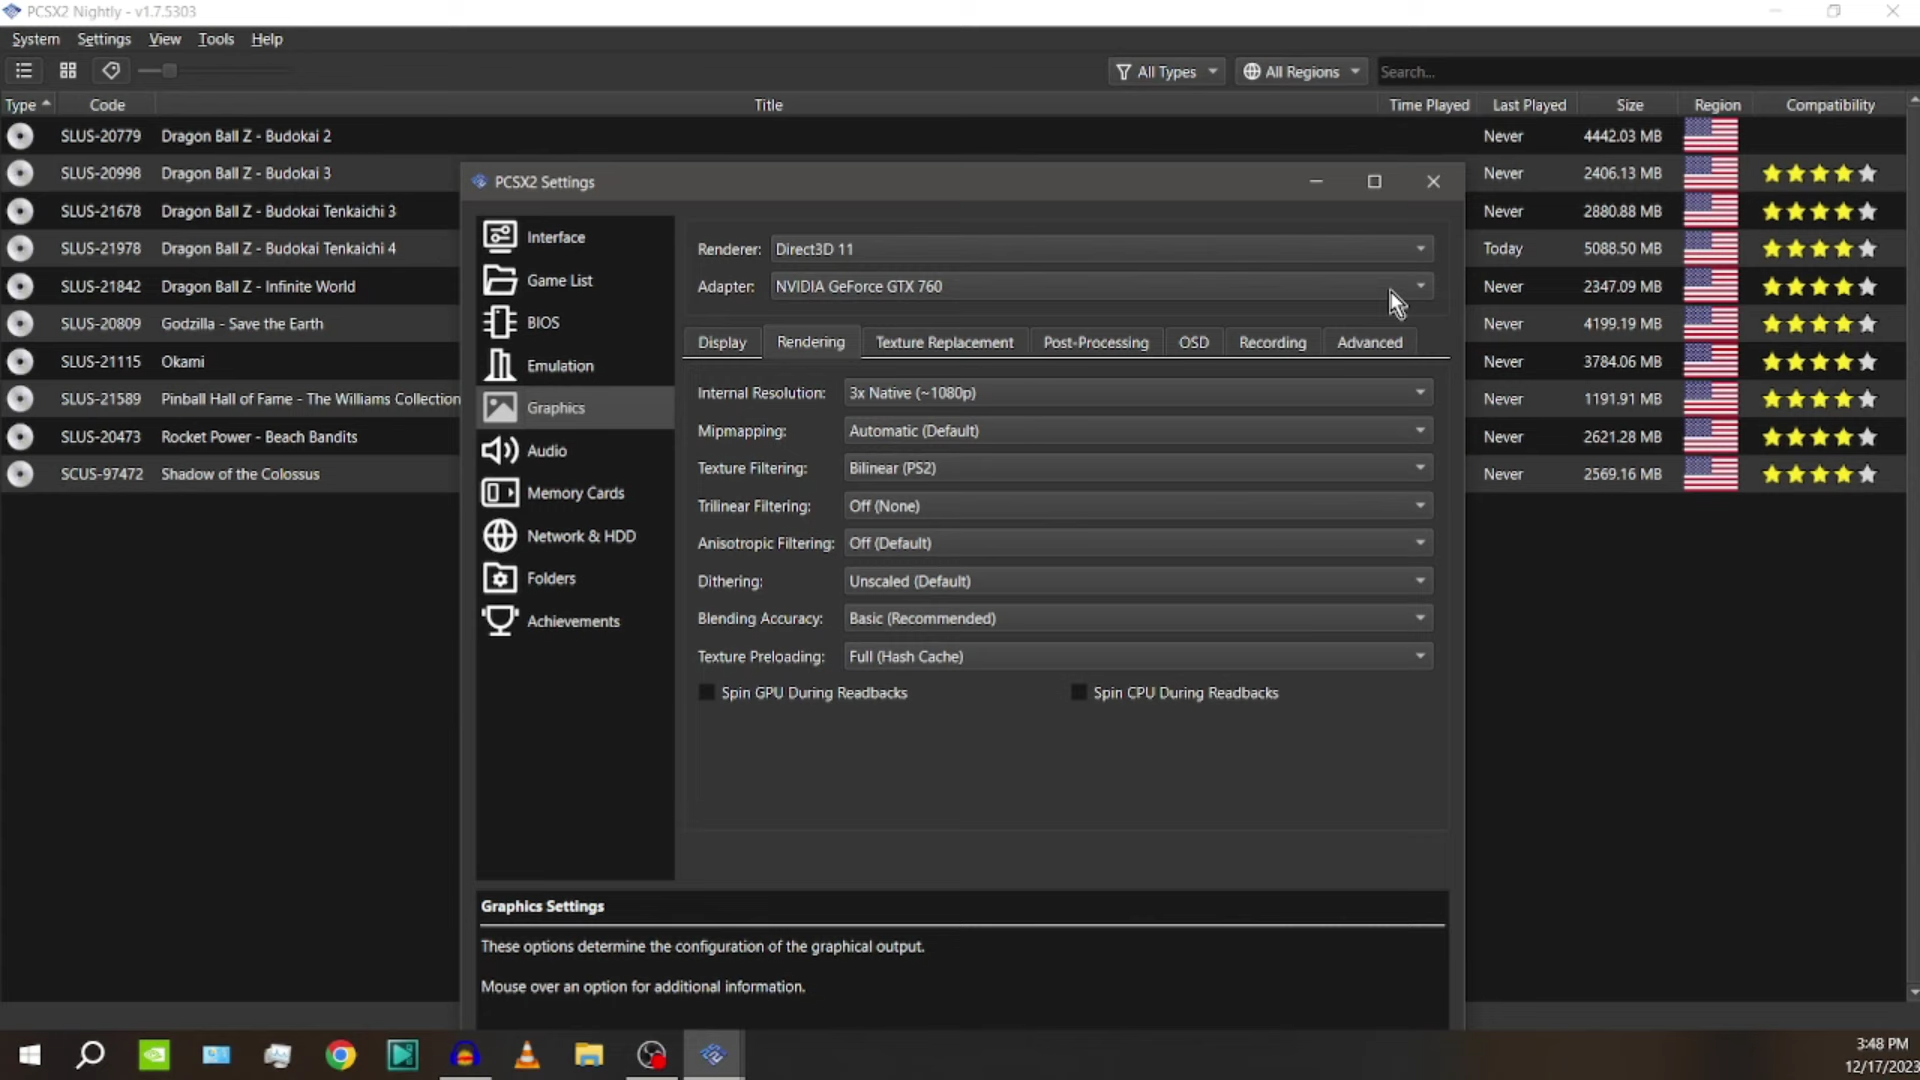 PCSX2 Nightly - v1.7.5303
System Settings View Tools Help
All Types All Regions Search...
Type Code Title Time Played Last Played Size Region Compatibility
SLUS-20779 Dragon Ball Z - Budokai 2 Never 4442.03 MB
SLUS-20998 Dragon Ball Z - Budokai 3 Never 2406.13 MB
SLUS-21678 Dragon Ball Z - Budokai Tenkaichi 3 Never 2880.88 MB
SLUS-21978 Dragon Ball Z - Budokai Tenkaichi 4 Today 5088.50 MB
SLUS-21842 Dragon Ball Z - Infinite World Never 2347.09 MB
SLUS-20809 Godzilla - Save the Earth Never 4199.19 MB
SLUS-21115 Okami Never 3784.06 MB
SLUS-21589 Pinball Hall of Fame - The Williams Collection Never 1191.91 MB
SLUS-20473 Rocket Power - Beach Bandits Never 2621.28 MB
SCUS-97472 Shadow of the Colossus Never 2569.16 MB
PCSX2 Settings
Interface
Game List
BIOS
Emulation
Graphics
Audio
Memory Cards
Network & HDD
Folders
Achievements
Renderer: Direct3D 11
Adapter: NVIDIA GeForce GTX 760
Display Rendering Texture Replacement Post-Processing OSD Recording Advanced
Internal Resolution: 3x Native (~1080p)
Mipmapping: Automatic (Default)
Texture Filtering: Bilinear (PS2)
Trilinear Filtering: Off (None)
Anisotropic Filtering: Off (Default)
Dithering: Unscaled (Default)
Blending Accuracy: Basic (Recommended)
Texture Preloading: Full (Hash Cache)
Spin GPU During Readbacks Spin CPU During Readbacks
Graphics Settings
These options determine the configuration of the graphical output.
Mouse over an option for additional information.
3:48 PM
12/17/2023